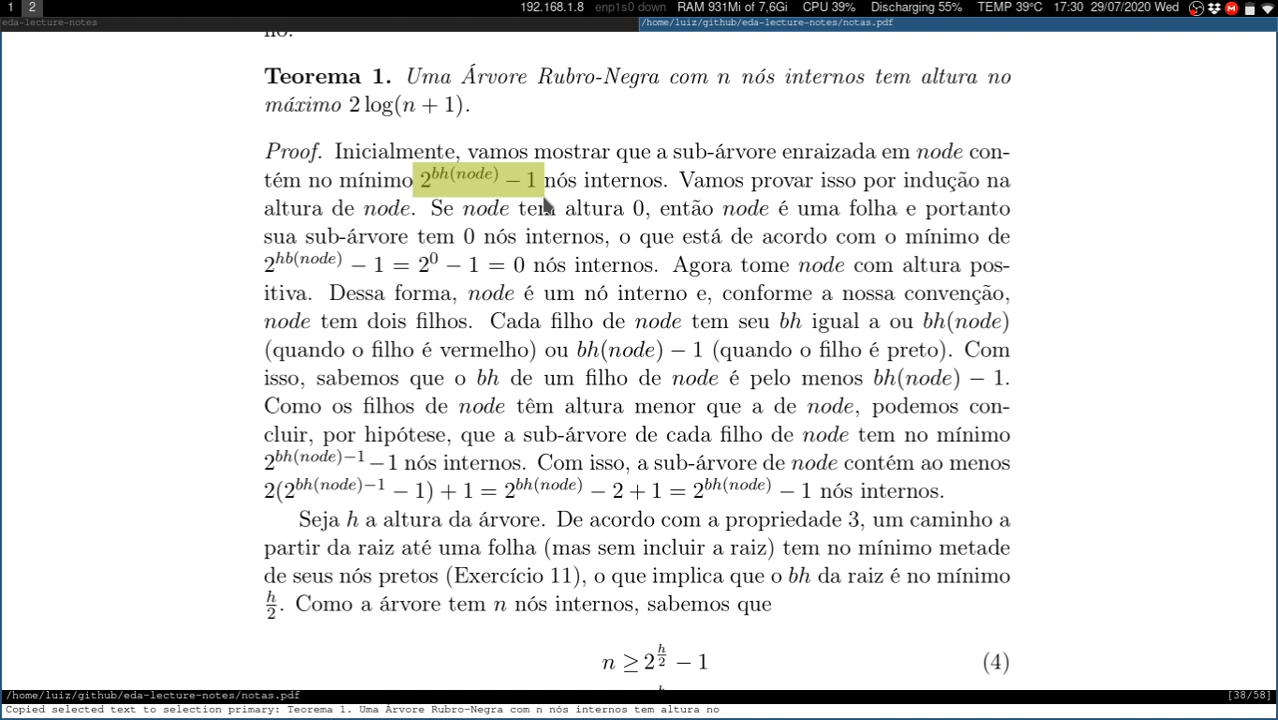 1 2 192.168.1.8 enp1s0 down RAM 931Mi of 7,6Gi CPU 39% Discharging 55% TEMP 39°C 17:30 29/07/2020 Wed
eda-lecture-notes /home/luiz/github/eda-lecture-notes/notas.pdf
no.
Teorema 1. Uma Árvore Rubro-Negra com n nós internos tem altura no
máximo 2 log(n + 1).
Proof. Inicialmente, vamos mostrar que a sub-árvore enraizada em node con-
tém no mínimo 2^{bh(node)} − 1 nós internos. Vamos provar isso por indução na
altura de node. Se node tem altura 0, então node é uma folha e portanto
sua sub-árvore tem 0 nós internos, o que está de acordo com o mínimo de
2^{hb(node)} − 1 = 2^0 − 1 = 0 nós internos. Agora tome node com altura pos-
itiva. Dessa forma, node é um nó interno e, conforme a nossa convenção,
node tem dois filhos. Cada filho de node tem seu bh igual a ou bh(node)
(quando o filho é vermelho) ou bh(node) − 1 (quando o filho é preto). Com
isso, sabemos que o bh de um filho de node é pelo menos bh(node) − 1.
Como os filhos de node têm altura menor que a de node, podemos con-
cluir, por hipótese, que a sub-árvore de cada filho de node tem no mínimo
2^{bh(node)−1} − 1 nós internos. Com isso, a sub-árvore de node contém ao menos
2(2^{bh(node)−1} − 1) + 1 = 2^{bh(node)} − 2 + 1 = 2^{bh(node)} − 1 nós internos.
Seja h a altura da árvore. De acordo com a propriedade 3, um caminho a
partir da raiz até uma folha (mas sem incluir a raiz) tem no mínimo metade
de seus nós pretos (Exercício 11), o que implica que o bh da raiz é no mínimo
h/2. Como a árvore tem n nós internos, sabemos que
n ≥ 2^{h/2} − 1 (4)
/home/luiz/github/eda-lecture-notes/notas.pdf [38/58]
Copied selected text to selection primary: Teorema 1. Uma Árvore Rubro-Negra com n nós internos tem altura no